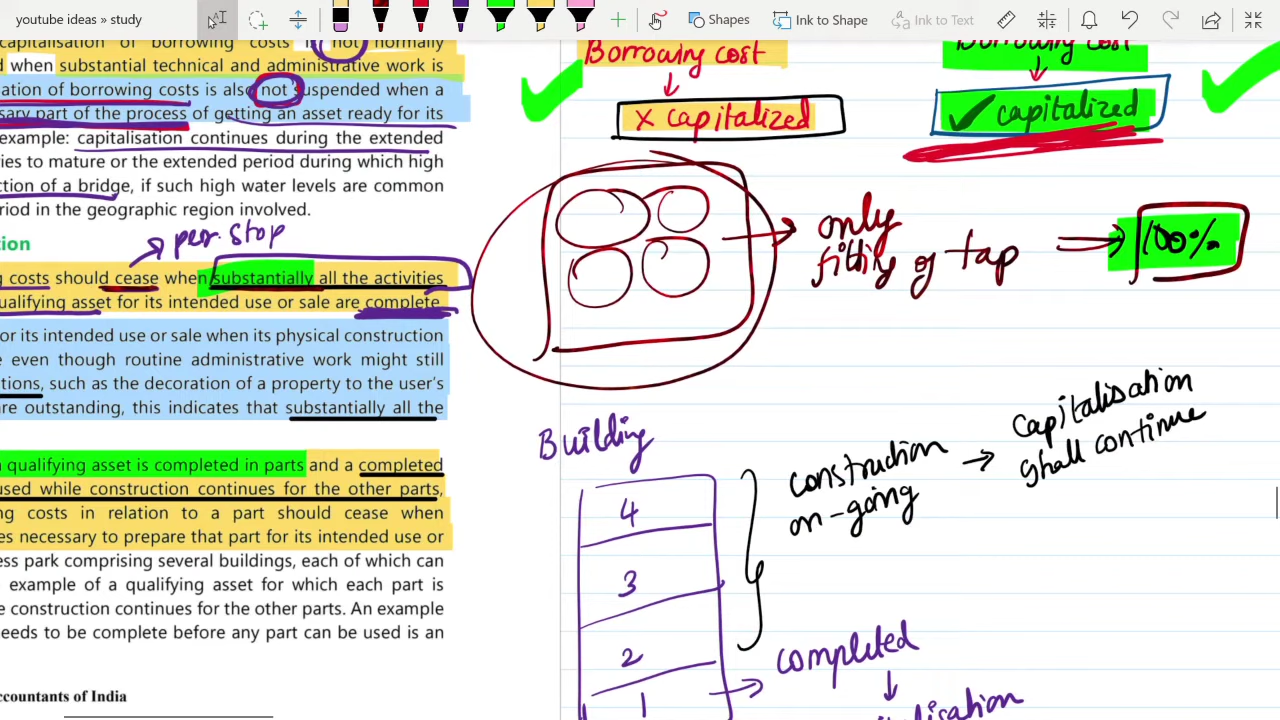 youtube ideas » study
Shapes
Ink to Shape
Ink to Text
capitalisation of borrowing costs is not normally
d when substantial technical and administrative work is
ation of borrowing costs is also not suspended when a
sary part of the process of getting an asset ready for its
example: capitalisation continues during the extended
ries to mature or the extended period during which high
ction of a bridge, if such high water levels are common
eriod in the geographic region involved.
tion
per. stop
g costs should cease when substantially all the activities
ualifying asset for its intended use or sale are complete
or its intended use or sale when its physical construction
e even though routine administrative work might still
tions, such as the decoration of a property to the user's
are outstanding, this indicates that substantially all the
a qualifying asset is completed in parts and a completed
used while construction continues for the other parts,
ng costs in relation to a part should cease when
es necessary to prepare that part for its intended use or
ess park comprising several buildings, each of which can
example of a qualifying asset for which each part is
e construction continues for the other parts. An example
eeds to be complete before any part can be used is an
ccountants of India
Borrowing cost
x capitalized
Borrowing cost
capitalized
only
fitting of tap
100%
Building
4
3
2
1
construction
on-going
Capitalisation
shall continue
completed
alisation